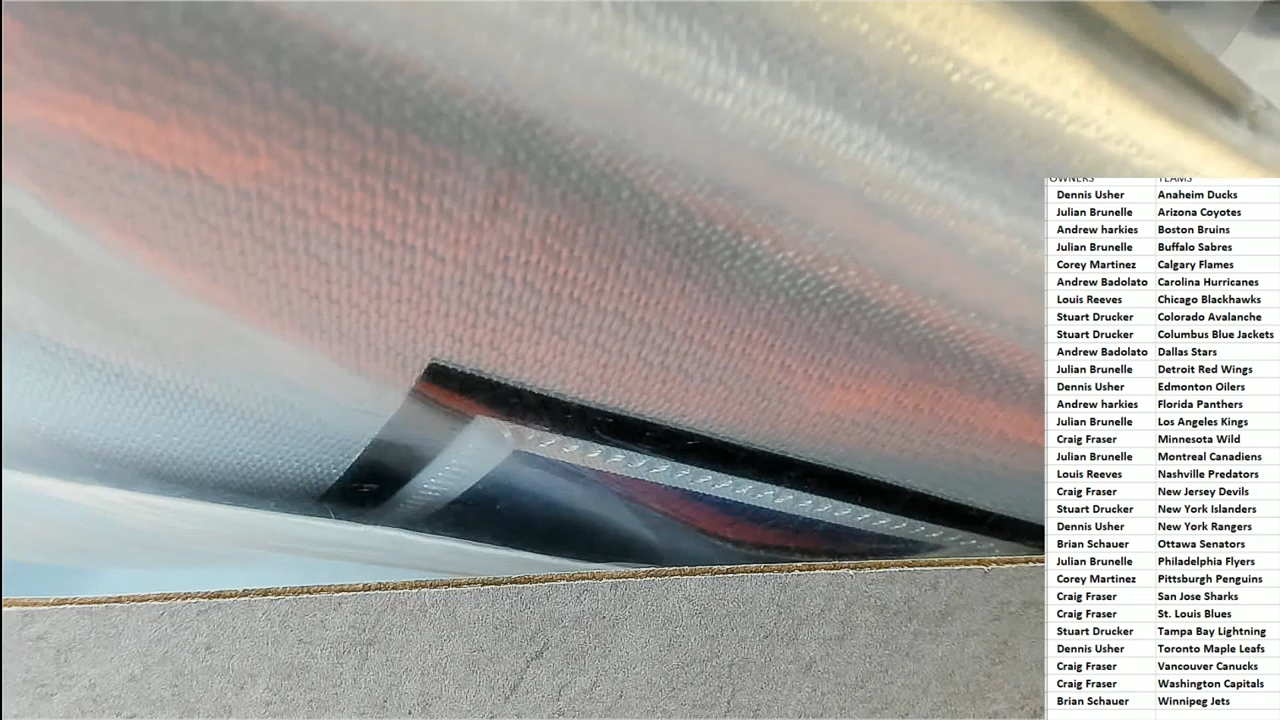 OWNERS TEAMS
Dennis Usher Anaheim Ducks
Julian Brunelle Arizona Coyotes
Andrew harkies Boston Bruins
Julian Brunelle Buffalo Sabres
Corey Martinez Calgary Flames
Andrew Badolato Carolina Hurricanes
Louis Reeves Chicago Blackhawks
Stuart Drucker Colorado Avalanche
Stuart Drucker Columbus Blue Jackets
Andrew Badolato Dallas Stars
Julian Brunelle Detroit Red Wings
Dennis Usher Edmonton Oilers
Andrew harkies Florida Panthers
Julian Brunelle Los Angeles Kings
Craig Fraser Minnesota Wild
Julian Brunelle Montreal Canadiens
Louis Reeves Nashville Predators
Craig Fraser New Jersey Devils
Stuart Drucker New York Islanders
Dennis Usher New York Rangers
Brian Schauer Ottawa Senators
Julian Brunelle Philadelphia Flyers
Corey Martinez Pittsburgh Penguins
Craig Fraser San Jose Sharks
Craig Fraser St. Louis Blues
Stuart Drucker Tampa Bay Lightning
Dennis Usher Toronto Maple Leafs
Craig Fraser Vancouver Canucks
Craig Fraser Washington Capitals
Brian Schauer Winnipeg Jets